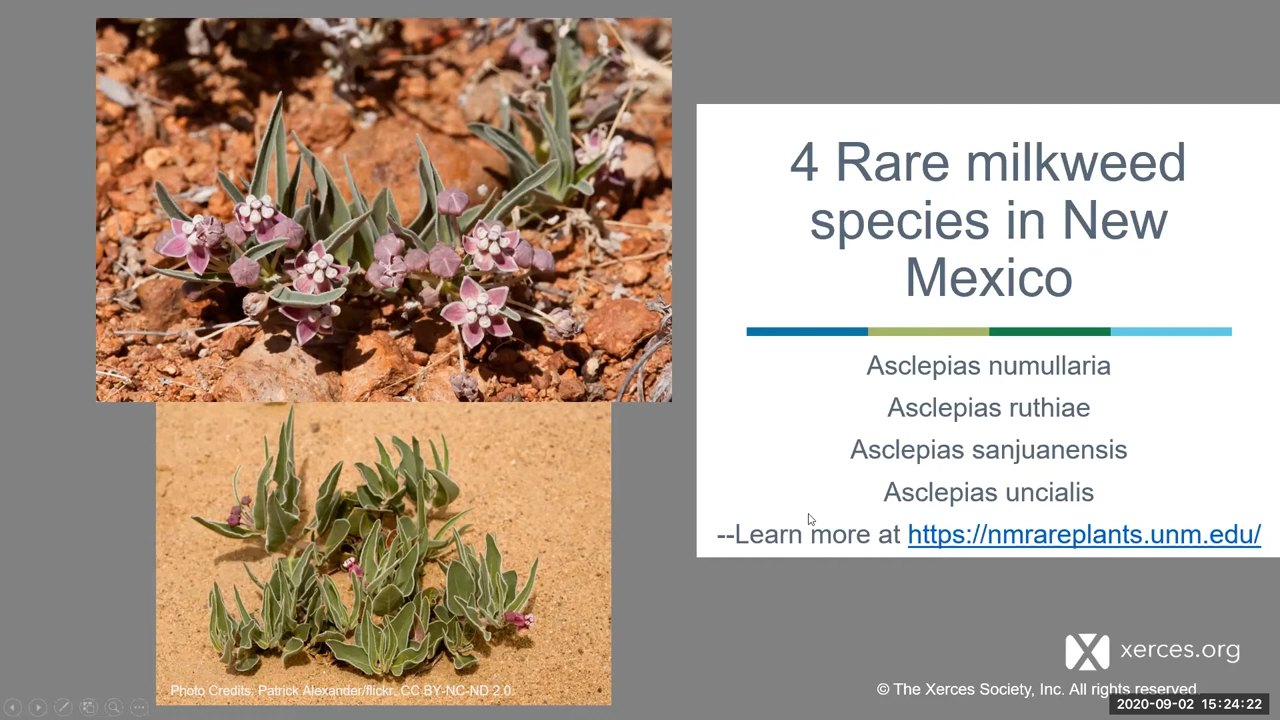 4 Rare milkweed
species in New
Mexico
Asclepias numullaria
Asclepias ruthiae
Asclepias sanjuanensis
Asclepias uncialis
--Learn more at https://nmrareplants.unm.edu/
Photo Credits. Patrick Alexander/flickr, CC BY-NC-ND 2.0
xerces.org
© The Xerces Society, Inc. All rights reserved
2020-09-02 15:24:22